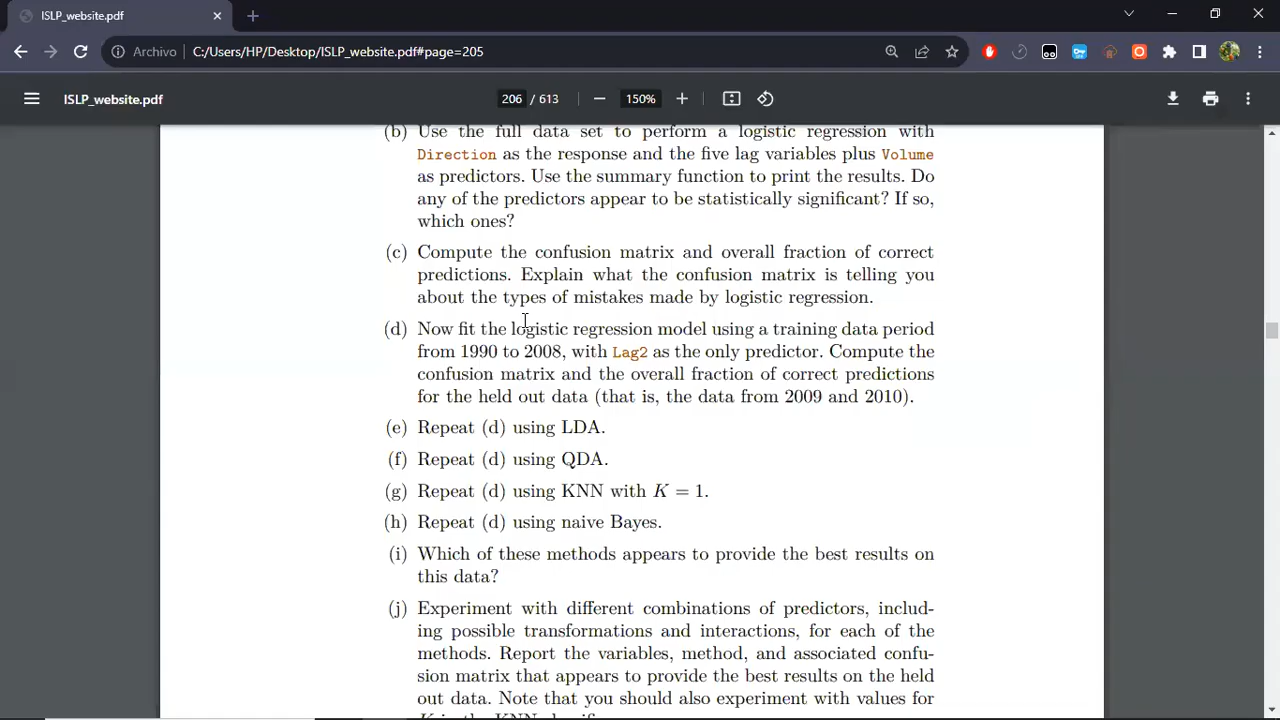 ISLP_website.pdf
Archivo
C:/Users/HP/Desktop/ISLP_website.pdf#page=205
ISLP_website.pdf
206 / 613
150%
(b) Use the full data set to perform a logistic regression with
Direction as the response and the five lag variables plus Volume
as predictors. Use the summary function to print the results. Do
any of the predictors appear to be statistically significant? If so,
which ones?
(c) Compute the confusion matrix and overall fraction of correct
predictions. Explain what the confusion matrix is telling you
about the types of mistakes made by logistic regression.
(d) Now fit the logistic regression model using a training data period
from 1990 to 2008, with Lag2 as the only predictor. Compute the
confusion matrix and the overall fraction of correct predictions
for the held out data (that is, the data from 2009 and 2010).
(e) Repeat (d) using LDA.
(f) Repeat (d) using QDA.
(g) Repeat (d) using KNN with K = 1.
(h) Repeat (d) using naive Bayes.
(i) Which of these methods appears to provide the best results on
this data?
(j) Experiment with different combinations of predictors, includ-
ing possible transformations and interactions, for each of the
methods. Report the variables, method, and associated confu-
sion matrix that appears to provide the best results on the held
out data. Note that you should also experiment with values for